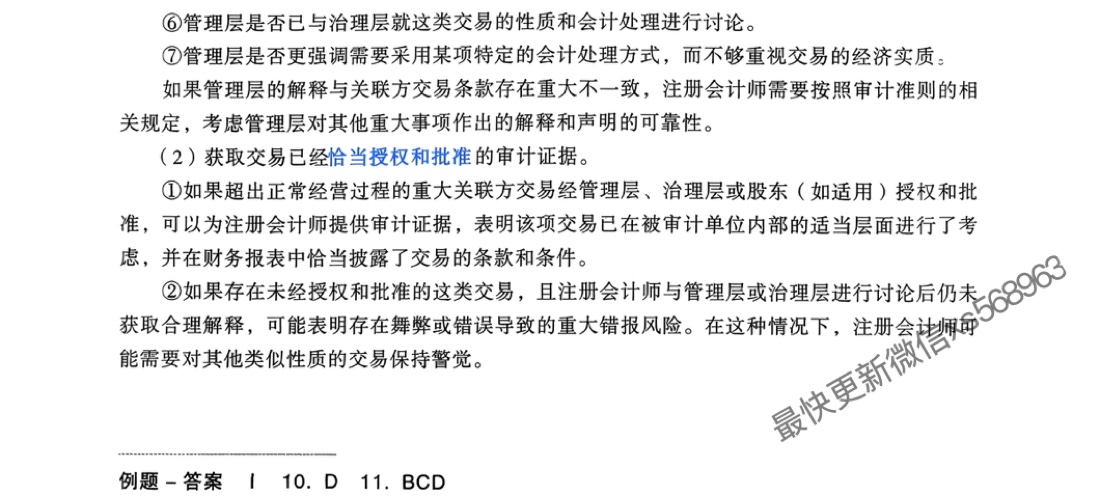 ⑥管理层是否已与治理层就这类交易的性质和会计处理进行讨论。
⑦管理层是否更强调需要采用某项特定的会计处理方式，而不够重视交易的经济实质。
如果管理层的解释与关联方交易条款存在重大不一致，注册会计师需要按照审计准则的相
关规定，考虑管理层对其他重大事项作出的解释和声明的可靠性。
（2）获取交易已经恰当授权和批准的审计证据。
①如果超出正常经营过程的重大关联方交易经管理层、治理层或股东（如适用）授权和批
准，可以为注册会计师提供审计证据，表明该项交易已在被审计单位内部的适当层面进行了考
虑，并在财务报表中恰当披露了交易的条款和条件。
②如果存在未经授权和批准的这类交易，且注册会计师与管理层或治理层进行讨论后仍未
获取合理解释，可能表明存在舞弊或错误导致的重大错报风险。在这种情况下，注册会计师可
能需要对其他类似性质的交易保持警觉。
最快更新微信xs568963
例题－答案 | 10. D 11. BCD